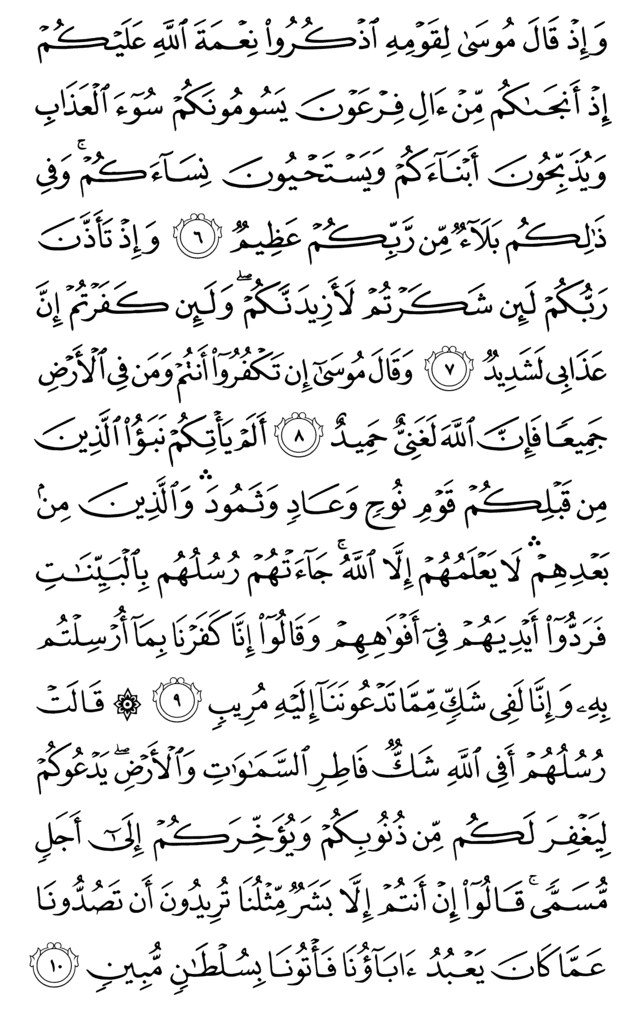 وَإِذْ قَالَ مُوسَىٰ لِقَوْمِهِ ٱذْكُرُوا۟ نِعْمَةَ ٱللَّهِ عَلَيْكُمْ
إِذْ أَنجَىٰكُم مِّنْ ءَالِ فِرْعَوْنَ يَسُومُونَكُمْ سُوٓءَ ٱلْعَذَابِ
وَيُذَبِّحُونَ أَبْنَآءَكُمْ وَيَسْتَحْيُونَ نِسَآءَكُمْ ۚ وَفِى
ذَٰلِكُم بَلَآءٌ مِّن رَّبِّكُمْ عَظِيمٌ ٦ وَإِذْ تَأَذَّنَ
رَبُّكُمْ لَئِن شَكَرْتُمْ لَأَزِيدَنَّكُمْ ۖ وَلَئِن كَفَرْتُمْ إِنَّ
عَذَابِى لَشَدِيدٌ ٧ وَقَالَ مُوسَىٰٓ إِن تَكْفُرُوٓا۟ أَنتُمْ وَمَن فِى ٱلْأَرْضِ
جَمِيعًا فَإِنَّ ٱللَّهَ لَغَنِىٌّ حَمِيدٌ ٨ أَلَمْ يَأْتِكُمْ نَبَؤُا۟ ٱلَّذِينَ
مِن قَبْلِكُمْ قَوْمِ نُوحٍ وَعَادٍ وَثَمُودَ ۛ وَٱلَّذِينَ مِنۢ
بَعْدِهِمْ ۛ لَا يَعْلَمُهُمْ إِلَّا ٱللَّهُ ۚ جَآءَتْهُمْ رُسُلُهُم بِٱلْبَيِّنَٰتِ
فَرَدُّوٓا۟ أَيْدِيَهُمْ فِىٓ أَفْوَٰهِهِمْ وَقَالُوٓا۟ إِنَّا كَفَرْنَا بِمَآ أُرْسِلْتُم
بِهِۦ وَإِنَّا لَفِى شَكٍّ مِّمَّا تَدْعُونَنَآ إِلَيْهِ مُرِيبٍ ٩ ۞ قَالَتْ
رُسُلُهُمْ أَفِى ٱللَّهِ شَكٌّ فَاطِرِ ٱلسَّمَٰوَٰتِ وَٱلْأَرْضِ ۖ يَدْعُوكُمْ
لِيَغْفِرَ لَكُم مِّن ذُنُوبِكُمْ وَيُؤَخِّرَكُمْ إِلَىٰٓ أَجَلٍ
مُّسَمًّى ۚ قَالُوٓا۟ إِنْ أَنتُمْ إِلَّا بَشَرٌ مِّثْلُنَا تُرِيدُونَ أَن تَصُدُّونَا
عَمَّا كَانَ يَعْبُدُ ءَابَآؤُنَا فَأْتُونَا بِسُلْطَٰنٍ مُّبِينٍ ١٠